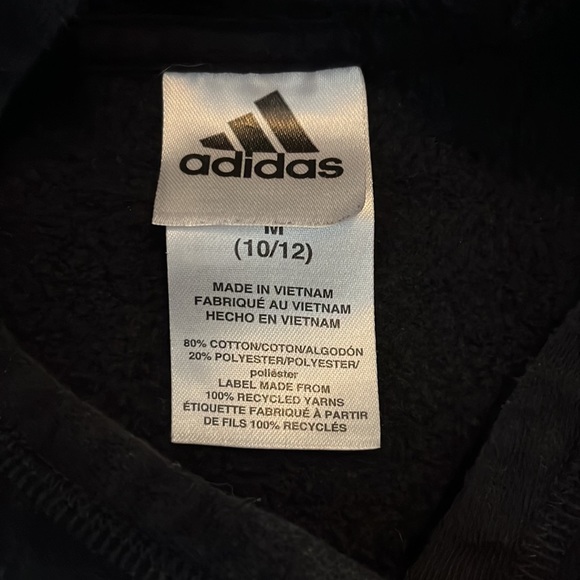 adidas
M
(10/12)
MADE IN VIETNAM
FABRIQUÉ AU VIETNAM
HECHO EN VIETNAM
80% COTTON/COTON/ALGODÓN
20% POLYESTER/POLYESTER/
poliéster
LABEL MADE FROM
100% RECYCLED YARNS
ÉTIQUETTE FABRIQUÉ À PARTIR
DE FILS 100% RECYCLÉS